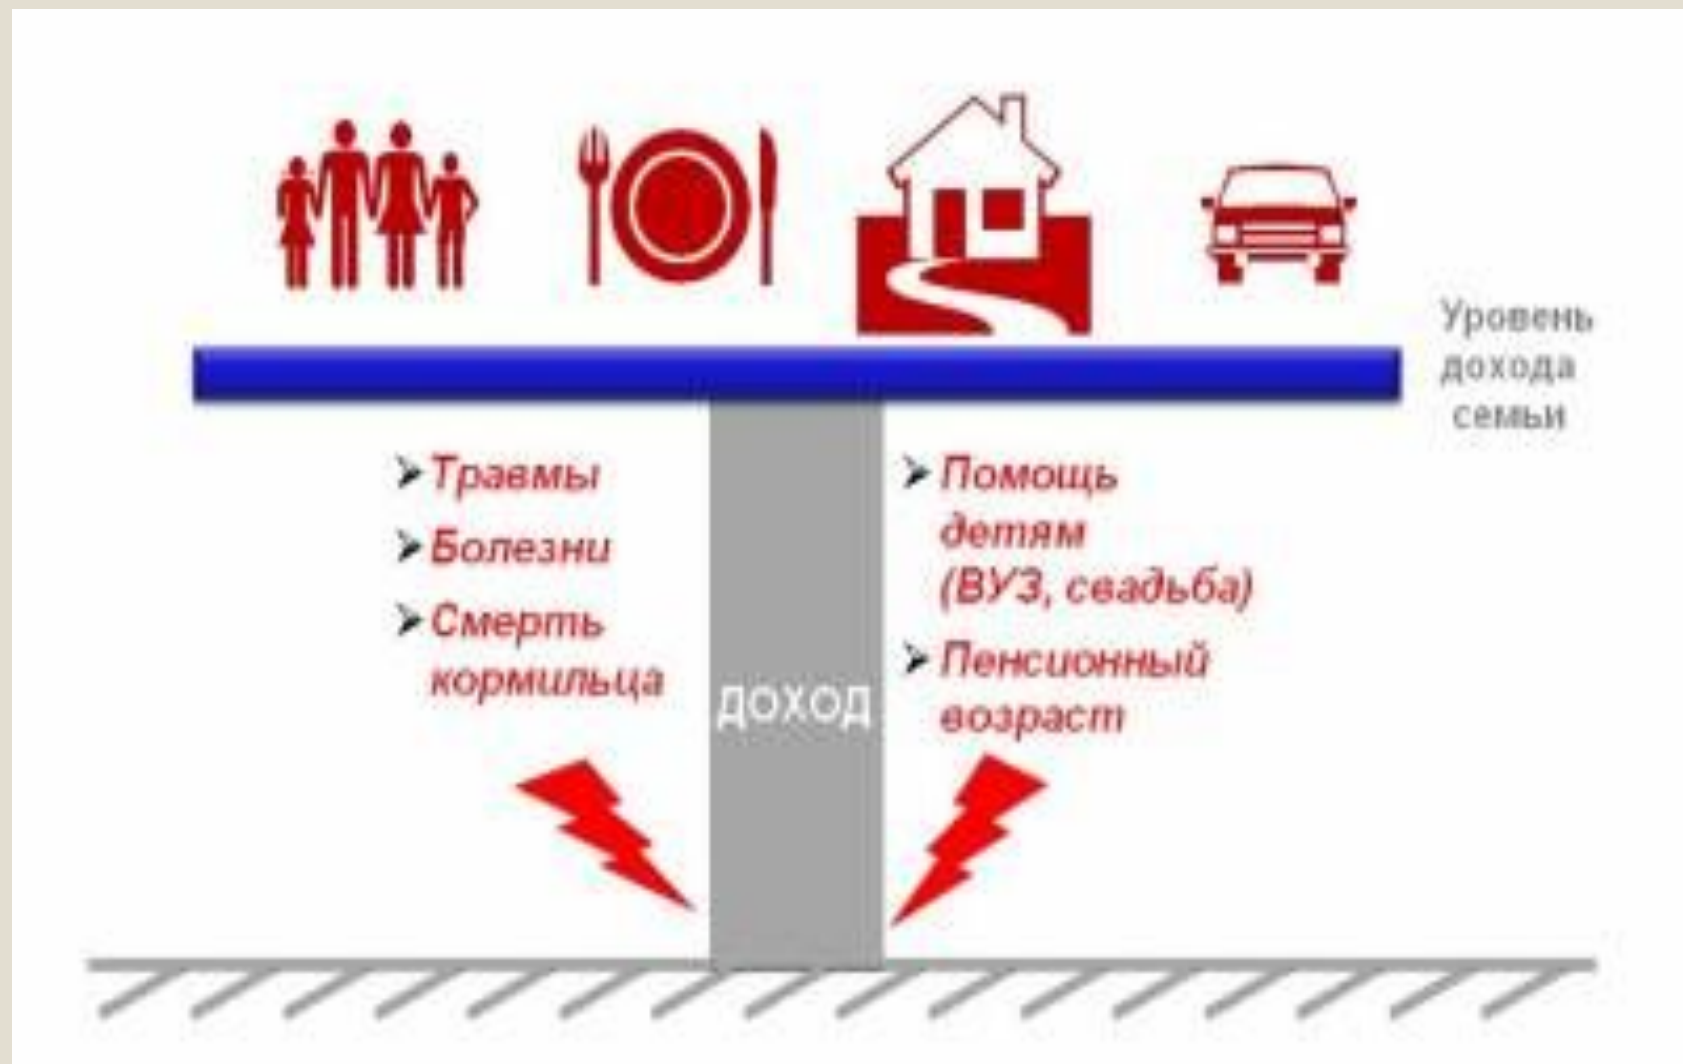 Уровень
дохода
семьи
Травмы
Болезни
Смерть
кормильца
ДОХОД
Помощь
детям
(ВУЗ, свадьба)
Пенсионный
возраст